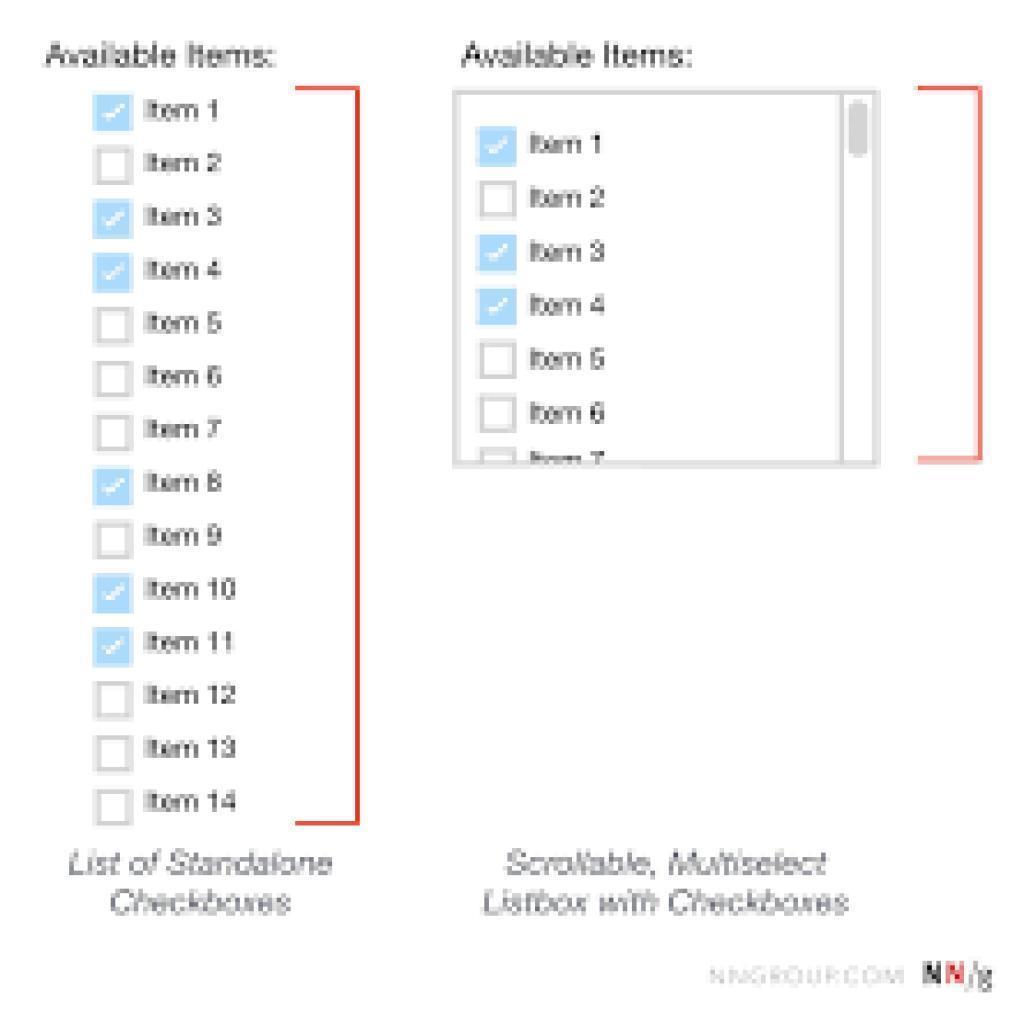 Available Items:
Item 1
Item 2
Item 3
Item 4
Item 5
Item 6
Item 7
Item 8
Item 9
Item 10
Item 11
Item 12
Item 13
Item 14
List of Standalone
Checkboxes
Available Items:
Item 1
Item 2
Item 3
Item 4
Item 5
Item 6
Item 7
Scrollable, Multiselect
Listbox with Checkboxes
NNGROUP.COM NN/g